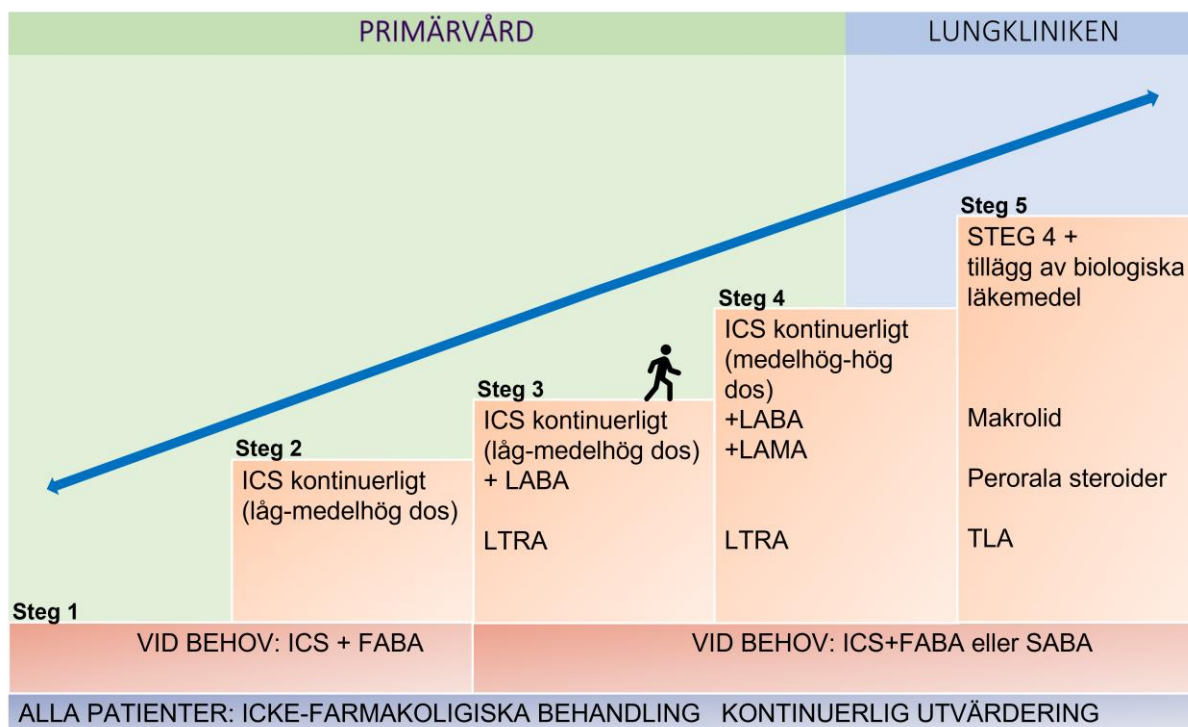 PRIMÄRVÅRD
LUNGKLINIKEN
Steg 1
VID BEHOV: ICS + FABA
Steg 2
ICS kontinuerligt
(låg-medelhög dos)
Steg 3
ICS kontinuerligt
(låg-medelhög dos)
+ LABA
LTRA
Steg 4
ICS kontinuerligt
(medelhög-hög
dos)
+LABA
+LAMA
LTRA
Steg 5
STEG 4 +
tillägg av biologiska
läkemedel
Makrolid
Perorala steroider
TLA
VID BEHOV: ICS+FABA eller SABA
ALLA PATIENTER: ICKE-FARMAKOLIGISKA BEHANDLING KONTINUERLIG UTVÄRDERING